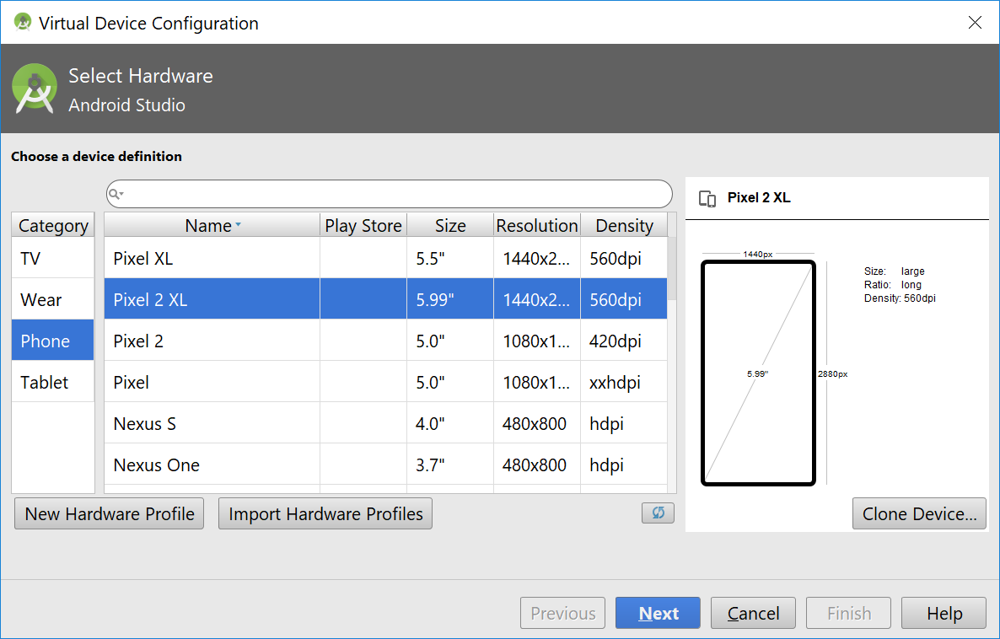 Virtual Device Configuration
Select Hardware
Android Studio
Choose a device definition
Category
TV
Wear
Phone
Tablet
Name Play Store Size Resolution Density
Pixel XL 5.5" 1440x2... 560dpi
Pixel 2 XL 5.99" 1440x2... 560dpi
Pixel 2 5.0" 1080x1... 420dpi
Pixel 5.0" 1080x1... xxhdpi
Nexus S 4.0" 480x800 hdpi
Nexus One 3.7" 480x800 hdpi
New Hardware Profile Import Hardware Profiles
Pixel 2 XL
1440px
5.99"
2880px
Size: large
Ratio: long
Density: 560dpi
Clone Device...
Previous Next Cancel Finish Help